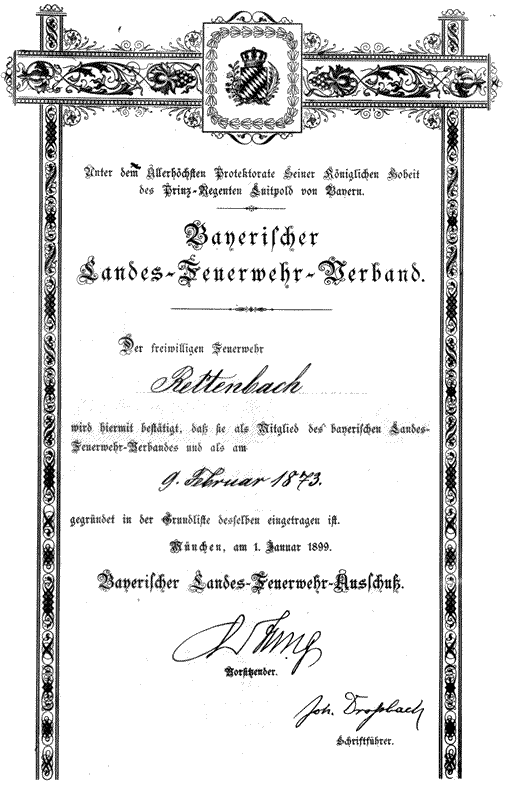 Unter dem Allerhöchsten Protektorate Seiner Königlichen Hoheit
des Prinz-Regenten Luitpold von Bayern.
Bayerischer
Landes-Feuerwehr-Verband.
Der freiwilligen Feuerwehr
Rettenbach
wird hiermit bestätigt, daß sie als Mitglied des bayerischen Landes-
Feuerwehr-Verbandes und als am
9. Februar 1873.
gegründet in der Grundliste desselben eingetragen ist.
München, am 1. Januar 1899.
Bayerischer Landes-Feuerwehr-Ausschuß.
Vorsitzender.
Joh. Droßbach
Schriftführer.